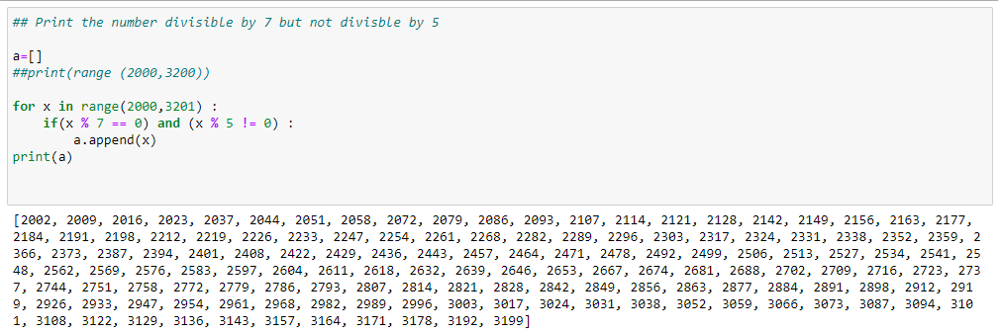 ## Print the number divisible by 7 but not divisble by 5
a=[]
##print(range (2000,3200))
for x in range(2000,3201) :
    if(x % 7 == 0) and (x % 5 != 0) :
        a.append(x)
print(a)
[2002, 2009, 2016, 2023, 2037, 2044, 2051, 2058, 2072, 2079, 2086, 2093, 2107, 2114, 2121, 2128, 2142, 2149, 2156, 2163, 2177,
2184, 2191, 2198, 2212, 2219, 2226, 2233, 2247, 2254, 2261, 2268, 2282, 2289, 2296, 2303, 2317, 2324, 2331, 2338, 2352, 2359, 2
366, 2373, 2387, 2394, 2401, 2408, 2422, 2429, 2436, 2443, 2457, 2464, 2471, 2478, 2492, 2499, 2506, 2513, 2527, 2534, 2541, 25
48, 2562, 2569, 2576, 2583, 2597, 2604, 2611, 2618, 2632, 2639, 2646, 2653, 2667, 2674, 2681, 2688, 2702, 2709, 2716, 2723, 273
7, 2744, 2751, 2758, 2772, 2779, 2786, 2793, 2807, 2814, 2821, 2828, 2842, 2849, 2856, 2863, 2877, 2884, 2891, 2898, 2912, 291
9, 2926, 2933, 2947, 2954, 2961, 2968, 2982, 2989, 2996, 3003, 3017, 3024, 3031, 3038, 3052, 3059, 3066, 3073, 3087, 3094, 310
1, 3108, 3122, 3129, 3136, 3143, 3157, 3164, 3171, 3178, 3192, 3199]